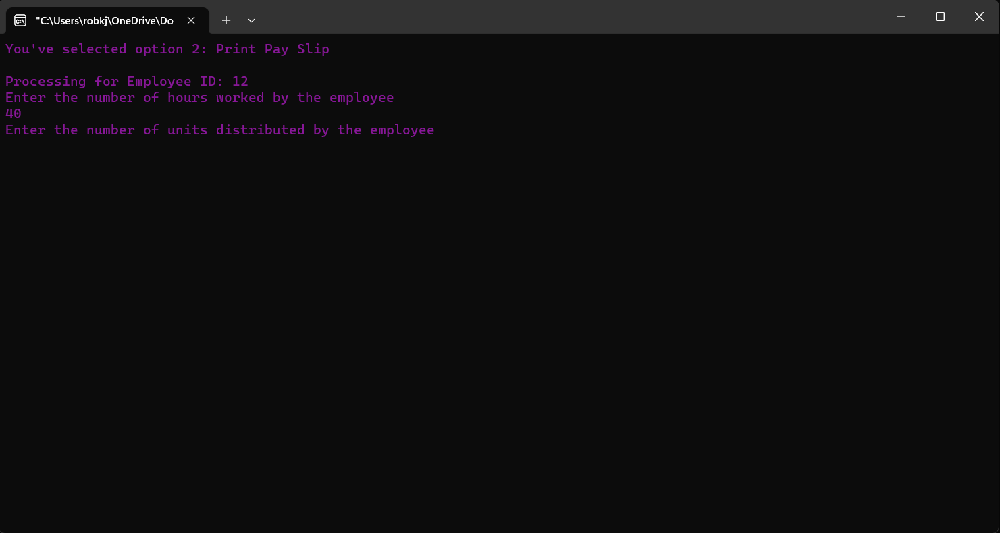 "C:\Users\robkj\OneDrive\Do
You've selected option 2: Print Pay Slip
Processing for Employee ID: 12
Enter the number of hours worked by the employee
40
Enter the number of units distributed by the employee